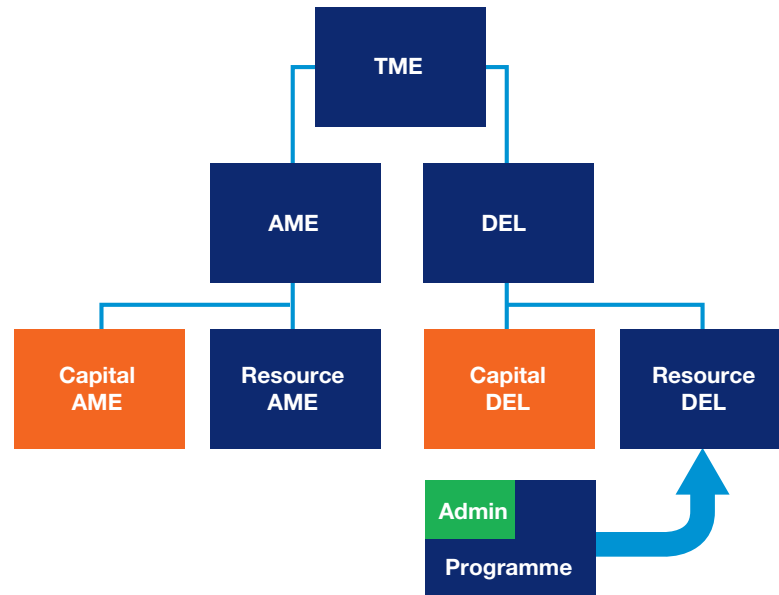 TME
AME
DEL
Capital
AME
Resource
AME
Capital
DEL
Resource
DEL
Admin
Programme